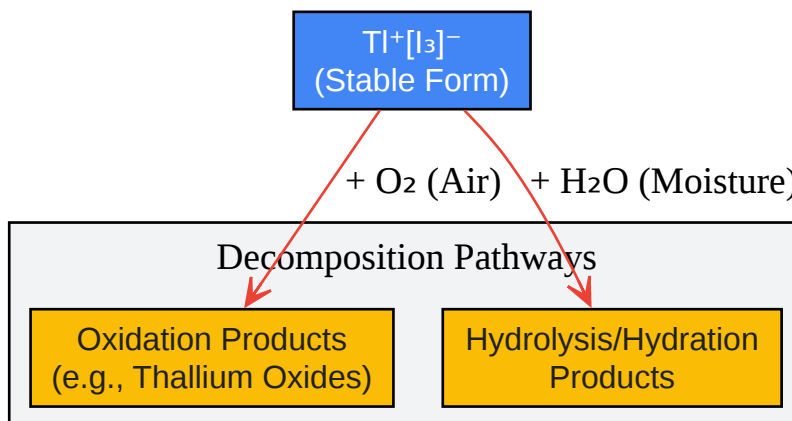 Tl⁺[I₃]⁻
(Stable Form)
+ O₂ (Air)
+ H₂O (Moisture)
Decomposition Pathways
Oxidation Products
(e.g., Thallium Oxides)
Hydrolysis/Hydration
Products